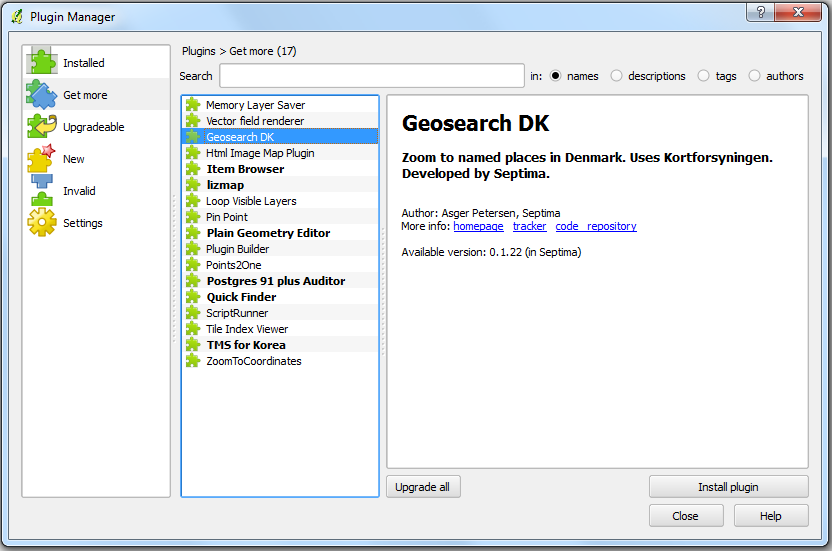 Plugin Manager
?
Installed
Get more
Upgradeable
New
Invalid
Settings
Plugins > Get more (17)
Search in: names descriptions tags authors
Memory Layer Saver
Vector field renderer
Geosearch DK
Html Image Map Plugin
Item Browser
lizmap
Loop Visible Layers
Pin Point
Plain Geometry Editor
Plugin Builder
Points2One
Postgres 91 plus Auditor
Quick Finder
ScriptRunner
Tile Index Viewer
TMS for Korea
ZoomToCoordinates
Geosearch DK
Zoom to named places in Denmark. Uses Kortforsyningen.
Developed by Septima.
Author: Asger Petersen, Septima
More info: homepage tracker code_repository
Available version: 0.1.22 (in Septima)
Upgrade all Install plugin
Close Help